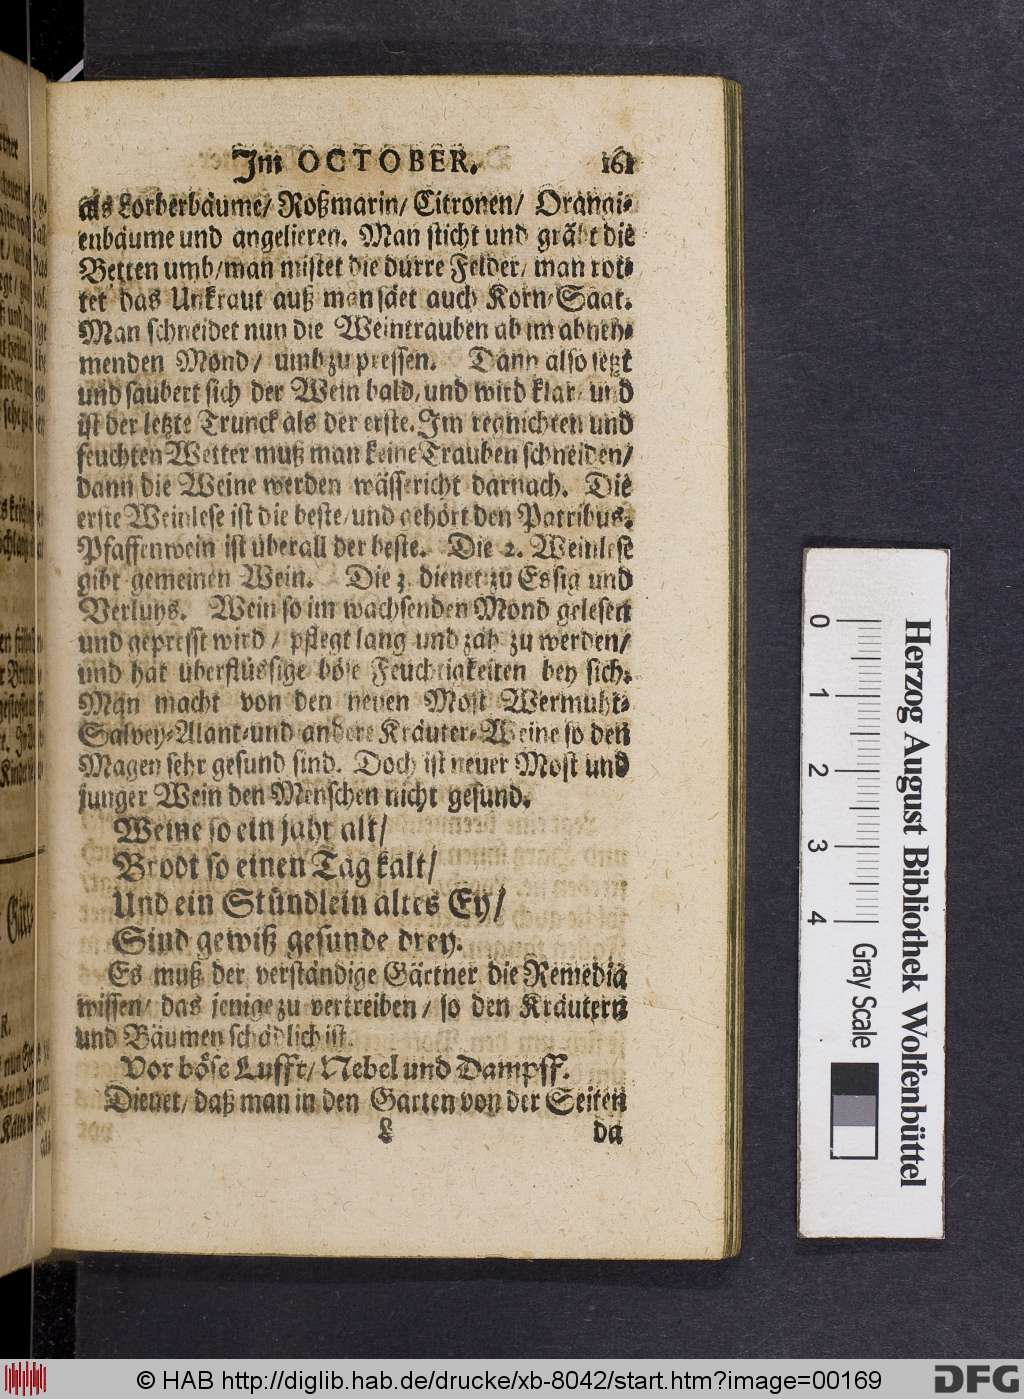 Im OCTOBER. 161
als Lorberbäume/ Roßmarin/ Citronen/ Orangi-
enbäume und angelieren. Man sticht und gräbt die
Betten umb/ man mistet die dürre Felder/ man rot-
tet das Unkraut auß man säet auch Korn-Saat.
Man schneidet nun die Weintrauben ab im abneh-
menden Mond/ umb zu pressen. Dann also setzt
und saubert sich der Wein bald/ und wird klar/ und
ist der letzte Trunck als der erste. Im regnichten und
feuchten Wetter muß man keine Trauben schneiden/
dann die Weine werden wässericht darnach. Die
erste Weinlese ist die beste/ und gehört den Patribus.
Pfaffenwein ist überall der beste. Die 2. Weinlese
gibt gemeinen Wein. Die 3. dienet zu Essig und
Verluhs. Wein so im wachsenden Mond gelesen
und gepresst wird/ pflegt lang und zäh zu werden/
und hat überflüssige böse Feuchtigkeiten bey sich.
Man macht von den neuen Most Wermuht-
Salvey-Alant-und andere Kräuter-Weine so den
Magen sehr gesund sind. Doch ist neuer Most und
junger Wein den Menschen nicht gesund.
Weine so ein jahr alt/
Brodt so einen Tag kalt/
Und ein Stündlein altes Ey/
Sind gewiß gesunde drey.
Es muß der verständige Gärtner die Remedia
wissen/ das jenige zu vertreiben/ so den Kräutern
und Bäumen schädlich ist.
Vor böse Lufft/ Nebel und Dampff.
Dienet/ daß man in den Garten von der Seiten
L da
0 1 2 3 4
Gray Scale
Herzog August Bibliothek Wolfenbüttel
© HAB http://diglib.hab.de/drucke/xb-8042/start.htm?image=00169
DFG